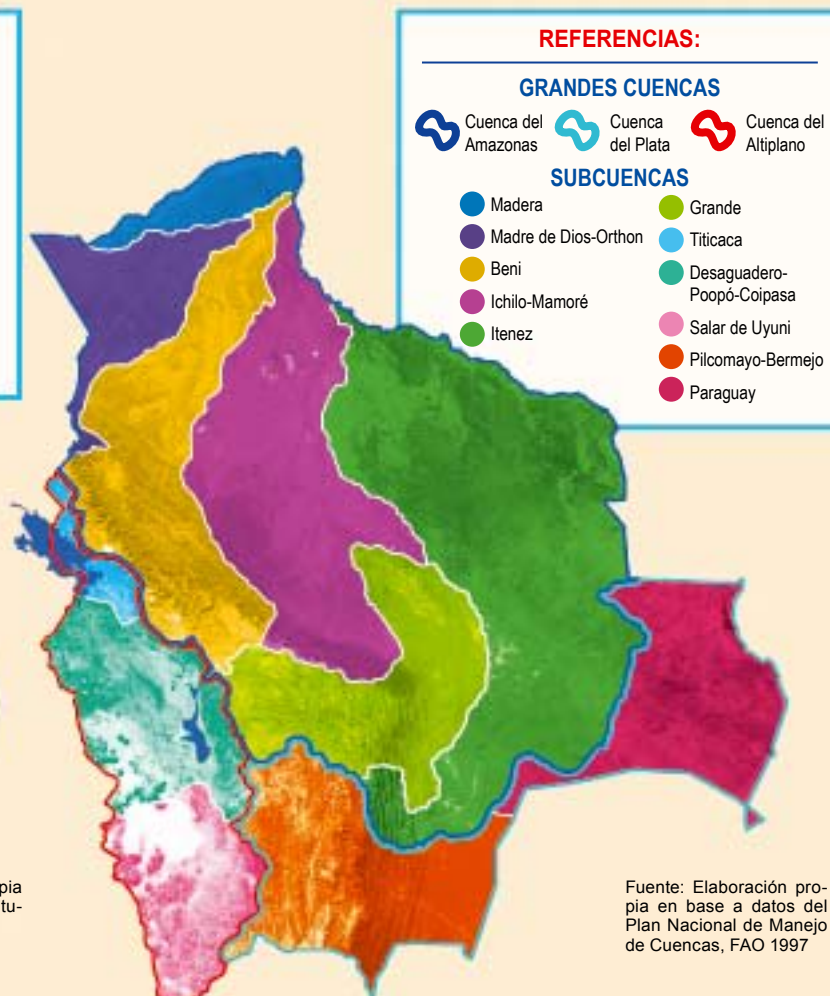 REFERENCIAS:
GRANDES CUENCAS
Cuenca del
Amazonas
Cuenca
del Plata
Cuenca del
Altiplano
SUBCUENCAS
Madera
Madre de Dios-Orthon
Beni
Ichilo-Mamoré
Itenez
Grande
Titicaca
Desaguadero-
Poopó-Coipasa
Salar de Uyuni
Pilcomayo-Bermejo
Paraguay
pia
tu-
Fuente: Elaboración pro-
pia en base a datos del
Plan Nacional de Manejo
de Cuencas, FAO 1997